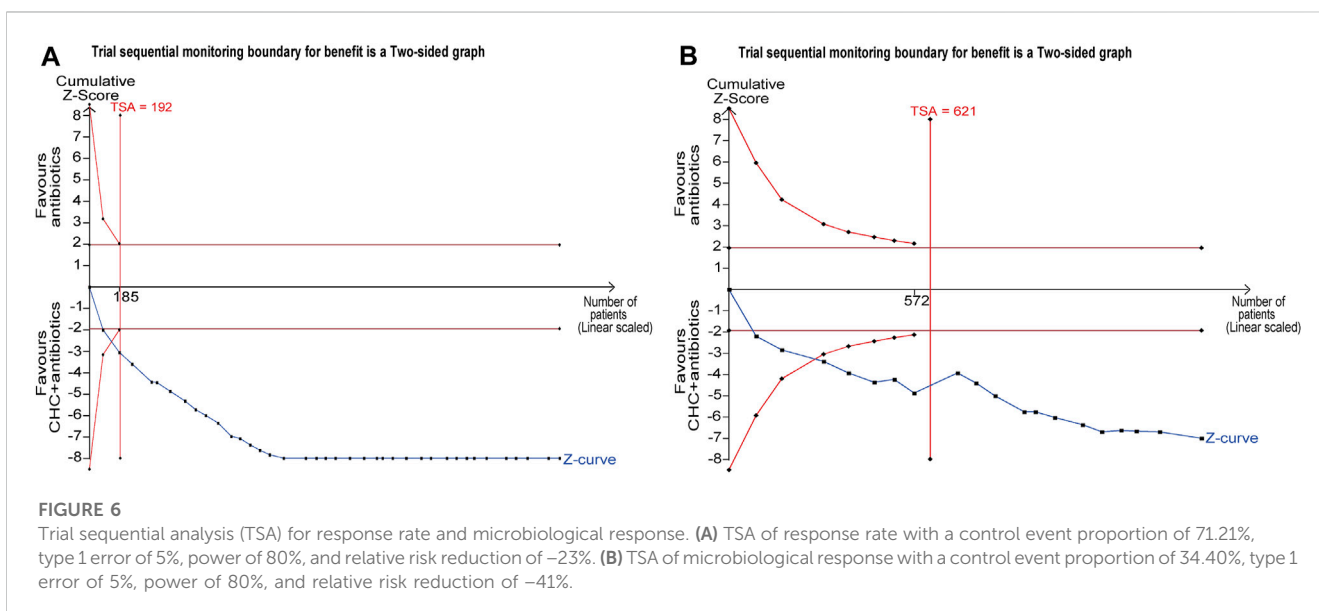 A
Trial sequential monitoring boundary for benefit is a Two-sided graph
Cumulative
Z-Score
TSA = 192
8
7
6
5
4
3
2
1
-1
-2
-3
-4
-5
-6
-7
-8
Favours
antibiotics
Favours
CHC+antibiotics
185
Number of
patients
(Linear scaled)
Z-curve
B
Trial sequential monitoring boundary for benefit is a Two-sided graph
Cumulative
Z-Score
TSA = 621
8
7
6
5
4
3
2
1
-1
-2
-3
-4
-5
-6
-7
-8
Favours
antibiotics
Favours
CHC+antibiotics
572
Number of
patients
(Linear scaled)
Z-curve
FIGURE 6
Trial sequential analysis (TSA) for response rate and microbiological response. (A) TSA of response rate with a control event proportion of 71.21%,
type 1 error of 5%, power of 80%, and relative risk reduction of −23%. (B) TSA of microbiological response with a control event proportion of 34.40%, type 1
error of 5%, power of 80%, and relative risk reduction of −41%.